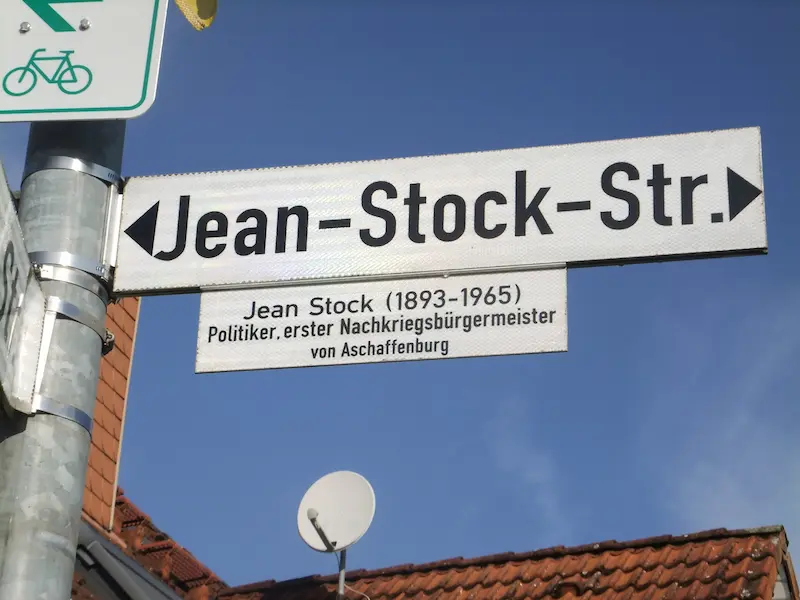 Jean-Stock-Str.
Jean Stock (1893-1965)
Politiker, erster Nachkriegsbürgermeister
von Aschaffenburg